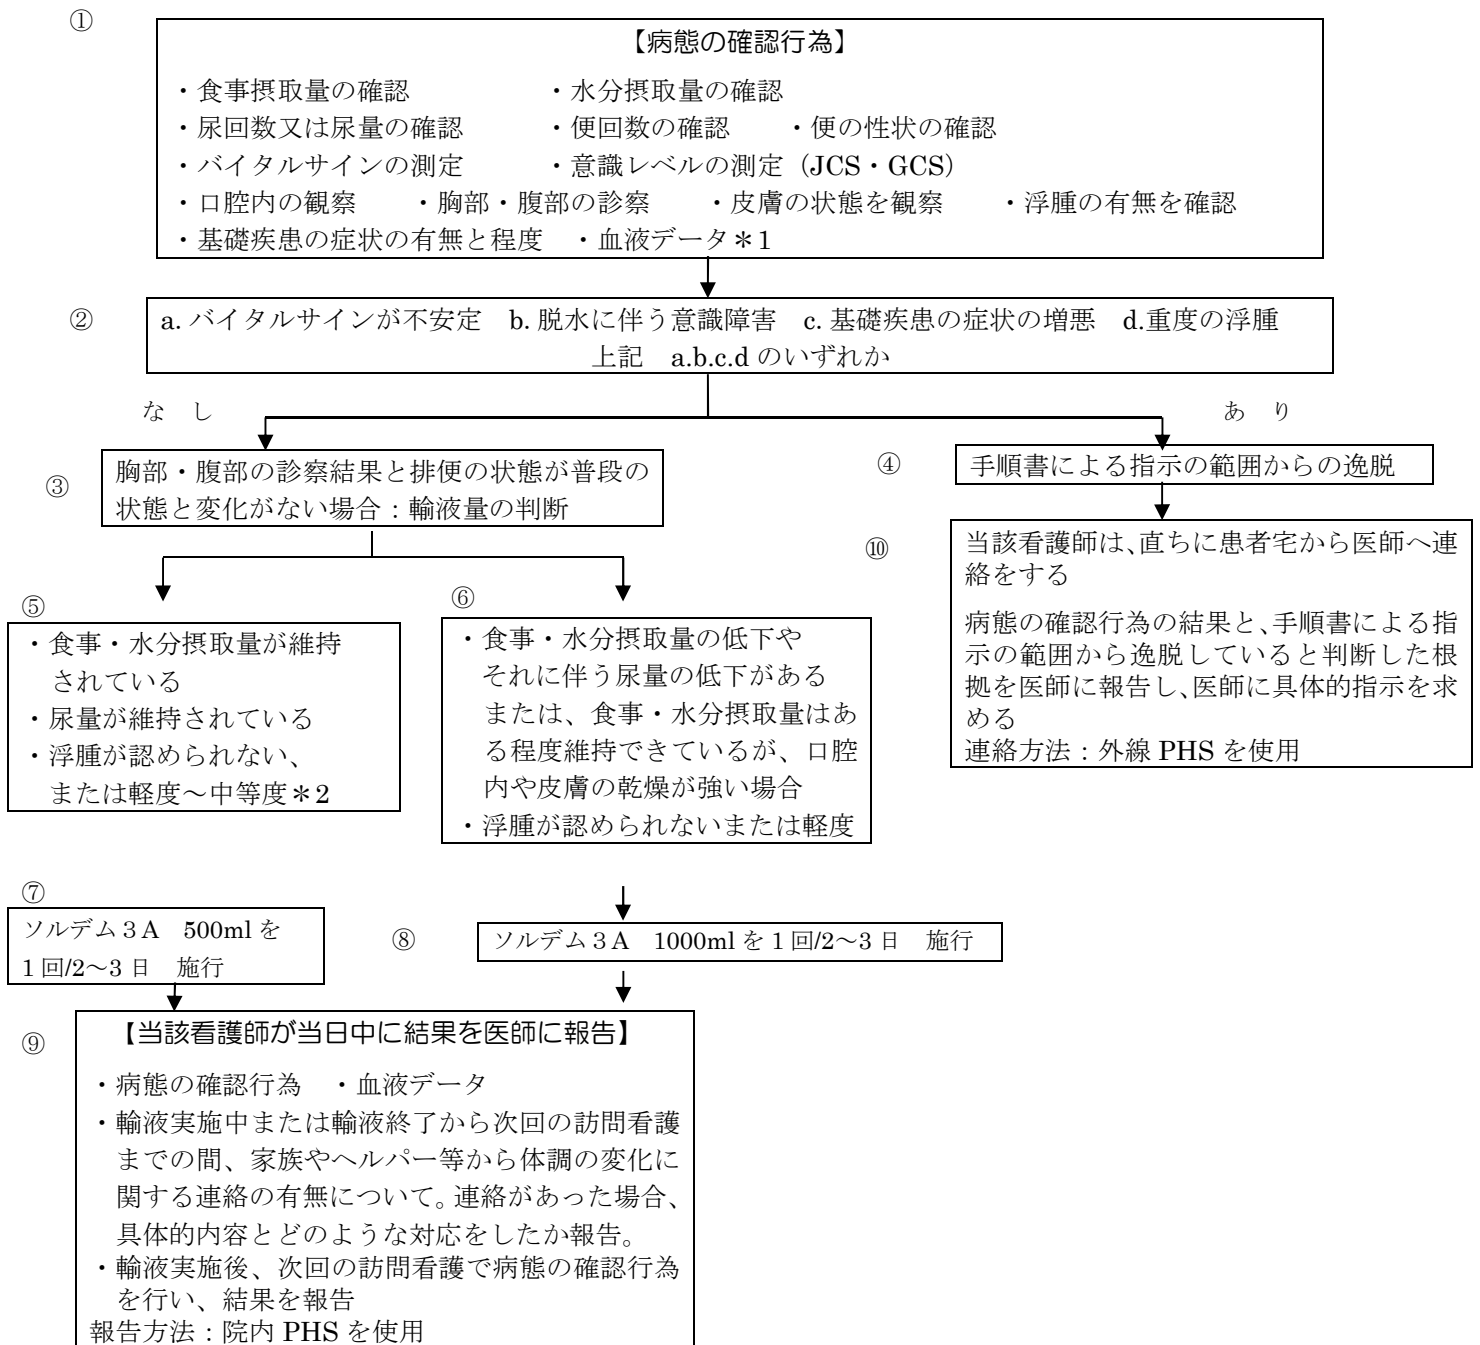 ①
【病態の確認行為】
・食事摂取量の確認　　　　・水分摂取量の確認
・尿回数又は尿量の確認　　・便回数の確認　・便の性状の確認
・バイタルサインの測定　　・意識レベルの測定（JCS・GCS）
・口腔内の観察　・胸部・腹部の診察　・皮膚の状態を観察　・浮腫の有無を確認
・基礎疾患の症状の有無と程度　・血液データ＊1
②
a. バイタルサインが不安定　b. 脱水に伴う意識障害　c. 基礎疾患の症状の増悪　d.重度の浮腫
上記　a.b.c.d のいずれか
な　し
あ　り
③
胸部・腹部の診察結果と排便の状態が普段の
状態と変化がない場合：輸液量の判断
④
手順書による指示の範囲からの逸脱
⑩
当該看護師は、直ちに患者宅から医師へ連
絡をする
病態の確認行為の結果と、手順書による指
示の範囲から逸脱していると判断した根
拠を医師に報告し、医師に具体的指示を求
める
連絡方法：外線 PHS を使用
⑤
・食事・水分摂取量が維持
されている
・尿量が維持されている
・浮腫が認められない、
または軽度～中等度＊2
⑥
・食事・水分摂取量の低下や
それに伴う尿量の低下がある
または、食事・水分摂取量はあ
る程度維持できているが、口腔
内や皮膚の乾燥が強い場合
・浮腫が認められないまたは軽度
⑦
ソルデム３A　500ml を
1 回/2～3 日　施行
⑧
ソルデム３A　1000ml を 1 回/2～3 日　施行
⑨
【当該看護師が当日中に結果を医師に報告】
・病態の確認行為　・血液データ
・輸液実施中または輸液終了から次回の訪問看護
までの間、家族やヘルパー等から体調の変化に
関する連絡の有無について。連絡があった場合、
具体的内容とどのような対応をしたか報告。
・輸液実施後、次回の訪問看護で病態の確認行為
を行い、結果を報告
報告方法：院内 PHS を使用